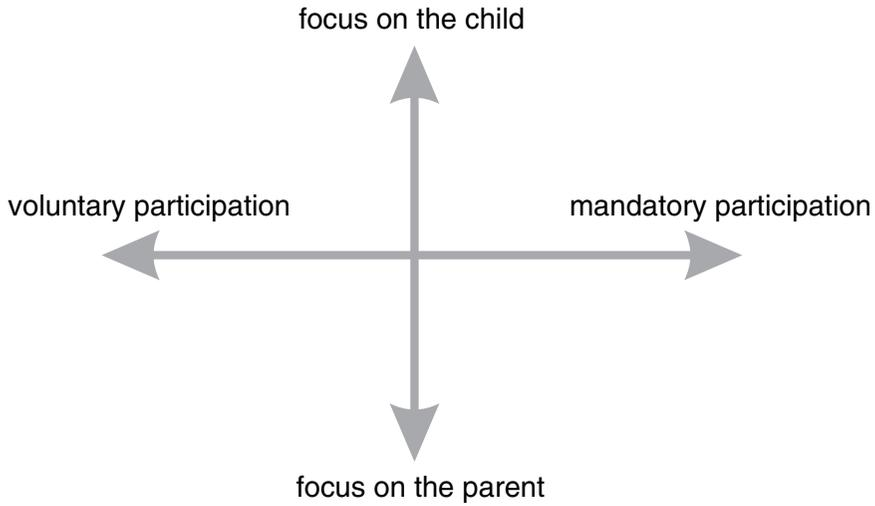 focus on the child
voluntary participation
mandatory participation
focus on the parent